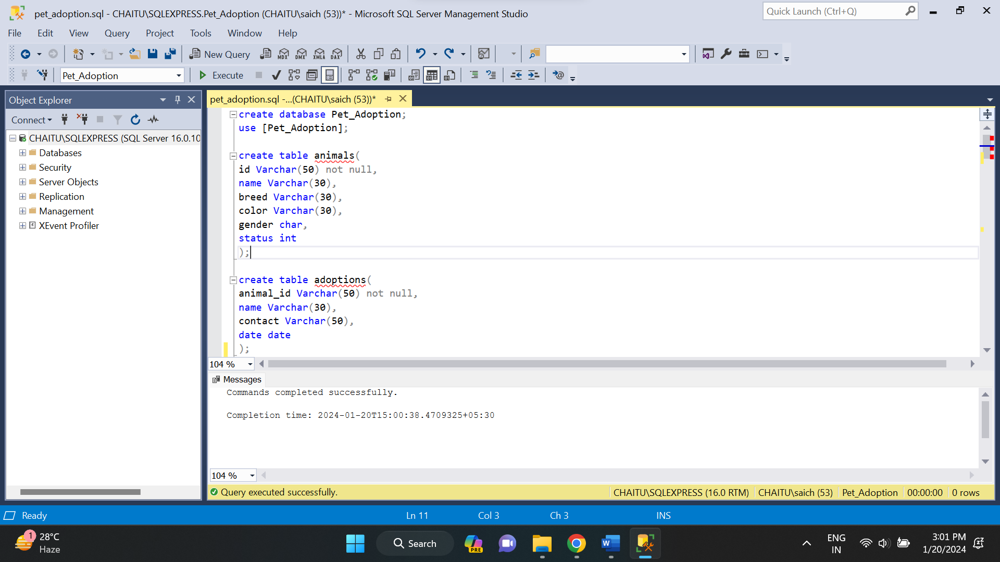 pet_adoption.sql - CHAITU\SQLEXPRESS.Pet_Adoption (CHAITU\saich (53))* - Microsoft SQL Server Management Studio
Quick Launch (Ctrl+Q)
File Edit View Query Project Tools Window Help
New Query MDX DMX XMLA DAX
Pet_Adoption Execute
Object Explorer
Connect
CHAITU\SQLEXPRESS (SQL Server 16.0.10
Databases
Security
Server Objects
Replication
Management
XEvent Profiler
pet_adoption.sql -...(CHAITU\saich (53))*
create database Pet_Adoption;
use [Pet_Adoption];
create table animals(
id Varchar(50) not null,
name Varchar(30),
breed Varchar(30),
color Varchar(30),
gender char,
status int
);
create table adoptions(
animal_id Varchar(50) not null,
name Varchar(30),
contact Varchar(50),
date date
);
104 %
Messages
Commands completed successfully.
Completion time: 2024-01-20T15:00:38.4709325+05:30
104 %
Query executed successfully. CHAITU\SQLEXPRESS (16.0 RTM) CHAITU\saich (53) Pet_Adoption 00:00:00 0 rows
Ready Ln 11 Col 3 Ch 3 INS
1 28°C
Haze
Search
PRE
W
ENG
IN
3:01 PM
1/20/2024